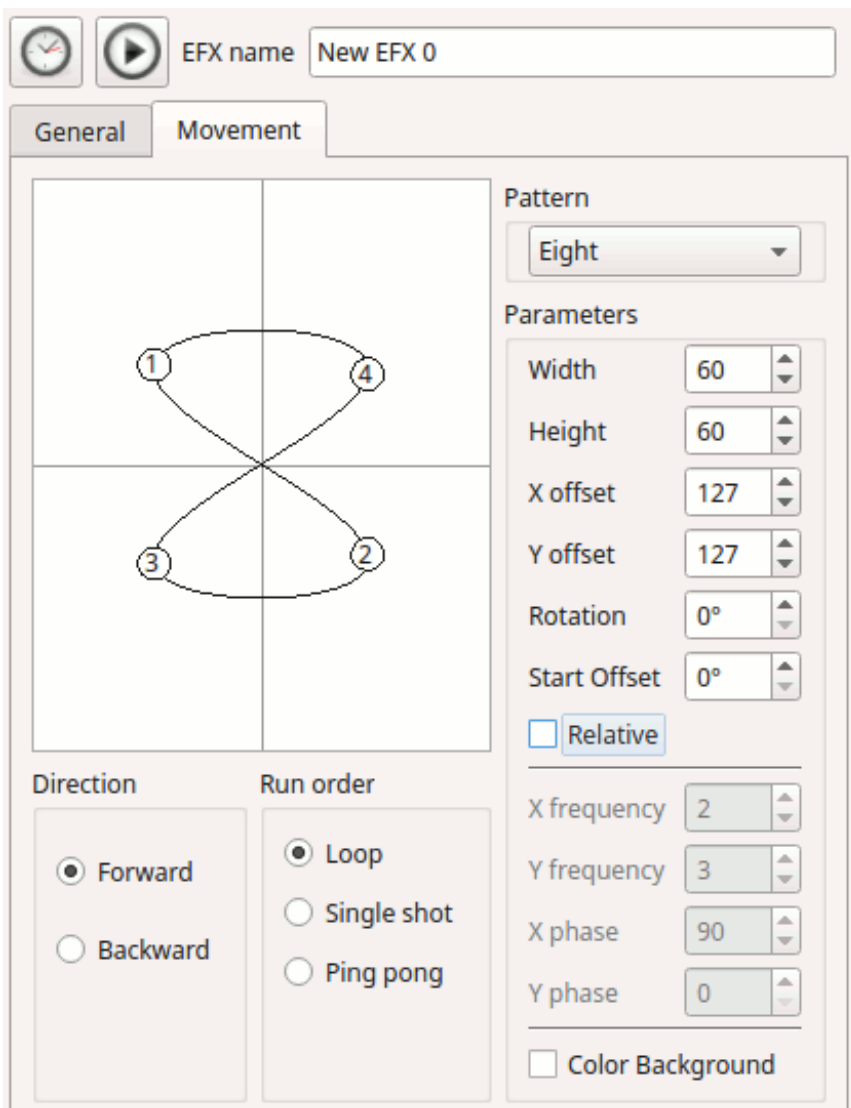 EFX name New EFX 0
General Movement
Pattern
Eight
1
4
3
2
Parameters
Width 60
Height 60
X offset 127
Y offset 127
Rotation 0°
Start Offset 0°
Relative
X frequency 2
Y frequency 3
X phase 90
Y phase 0
Color Background
Direction
Forward
Backward
Run order
Loop
Single shot
Ping pong